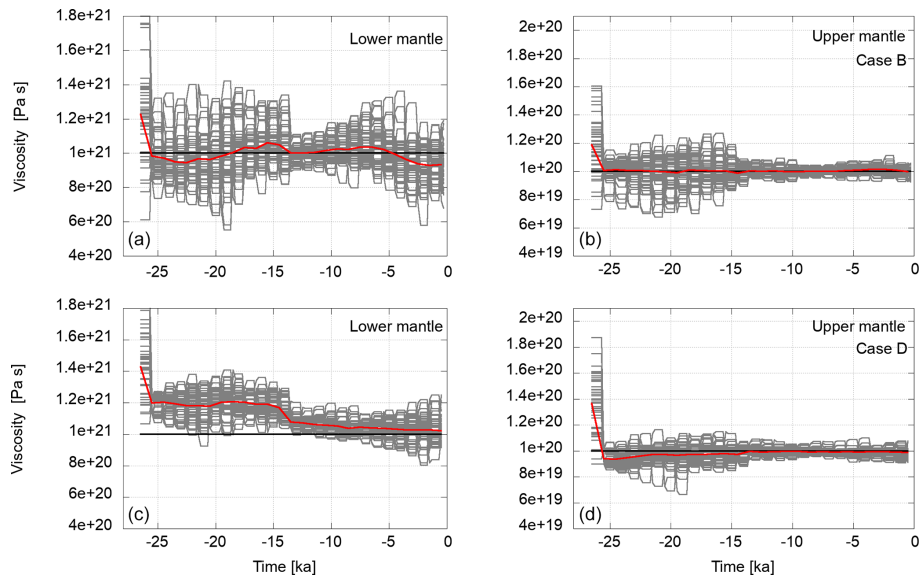 1.8e+21
1.6e+21
1.4e+21
1.2e+21
1e+21
8e+20
6e+20
4e+20
Viscosity [Pa s]
Lower mantle
(a)
-25 -20 -15 -10 -5 0
2e+20
1.8e+20
1.6e+20
1.4e+20
1.2e+20
1e+20
8e+19
6e+19
4e+19
Upper mantle
Case B
(b)
-25 -20 -15 -10 -5 0
1.8e+21
1.6e+21
1.4e+21
1.2e+21
1e+21
8e+20
6e+20
4e+20
Viscosity [Pa s]
Lower mantle
(c)
-25 -20 -15 -10 -5 0
Time [ka]
2e+20
1.8e+20
1.6e+20
1.4e+20
1.2e+20
1e+20
8e+19
6e+19
4e+19
Upper mantle
Case D
(d)
-25 -20 -15 -10 -5 0
Time [ka]